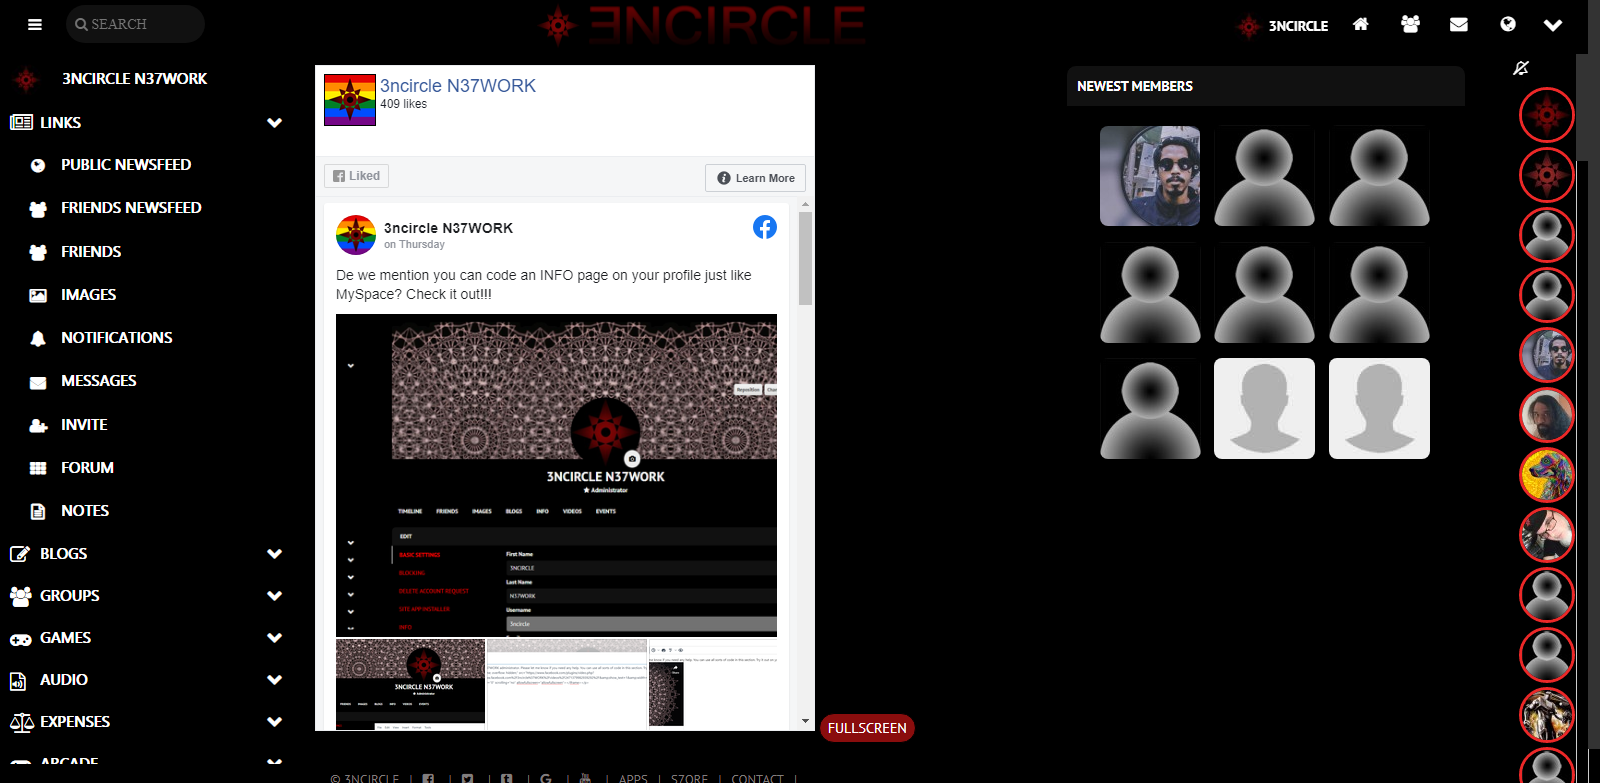 SEARCH
3NCIRCLE
3NCIRCLE
3NCIRCLE N37WORK
LINKS
PUBLIC NEWSFEED
FRIENDS NEWSFEED
FRIENDS
IMAGES
NOTIFICATIONS
MESSAGES
INVITE
FORUM
NOTES
BLOGS
GROUPS
GAMES
AUDIO
EXPENSES
ARCADE
3ncircle N37WORK
409 likes
Liked
Learn More
3ncircle N37WORK
on Thursday
De we mention you can code an INFO page on your profile just like
MySpace? Check it out!!!
Reposition
3NCIRCLE N37WORK
Administrator
TIMELINE FRIENDS IMAGES BLOGS INFO VIDEOS EVENTS
EDIT
BASIC SETTINGS
BLOCKING
DELETE ACCOUNT REQUEST
SITE APP INSTALLER
INFO
First Name
3NCIRCLE
Last Name
N37WORK
Username
3ncircle
3NCIRCLE N37WORK
Administrator
FULLSCREEN
NEWEST MEMBERS
© 3NCIRCLE | | | | | | APPS | S7ORE | CONTACT |